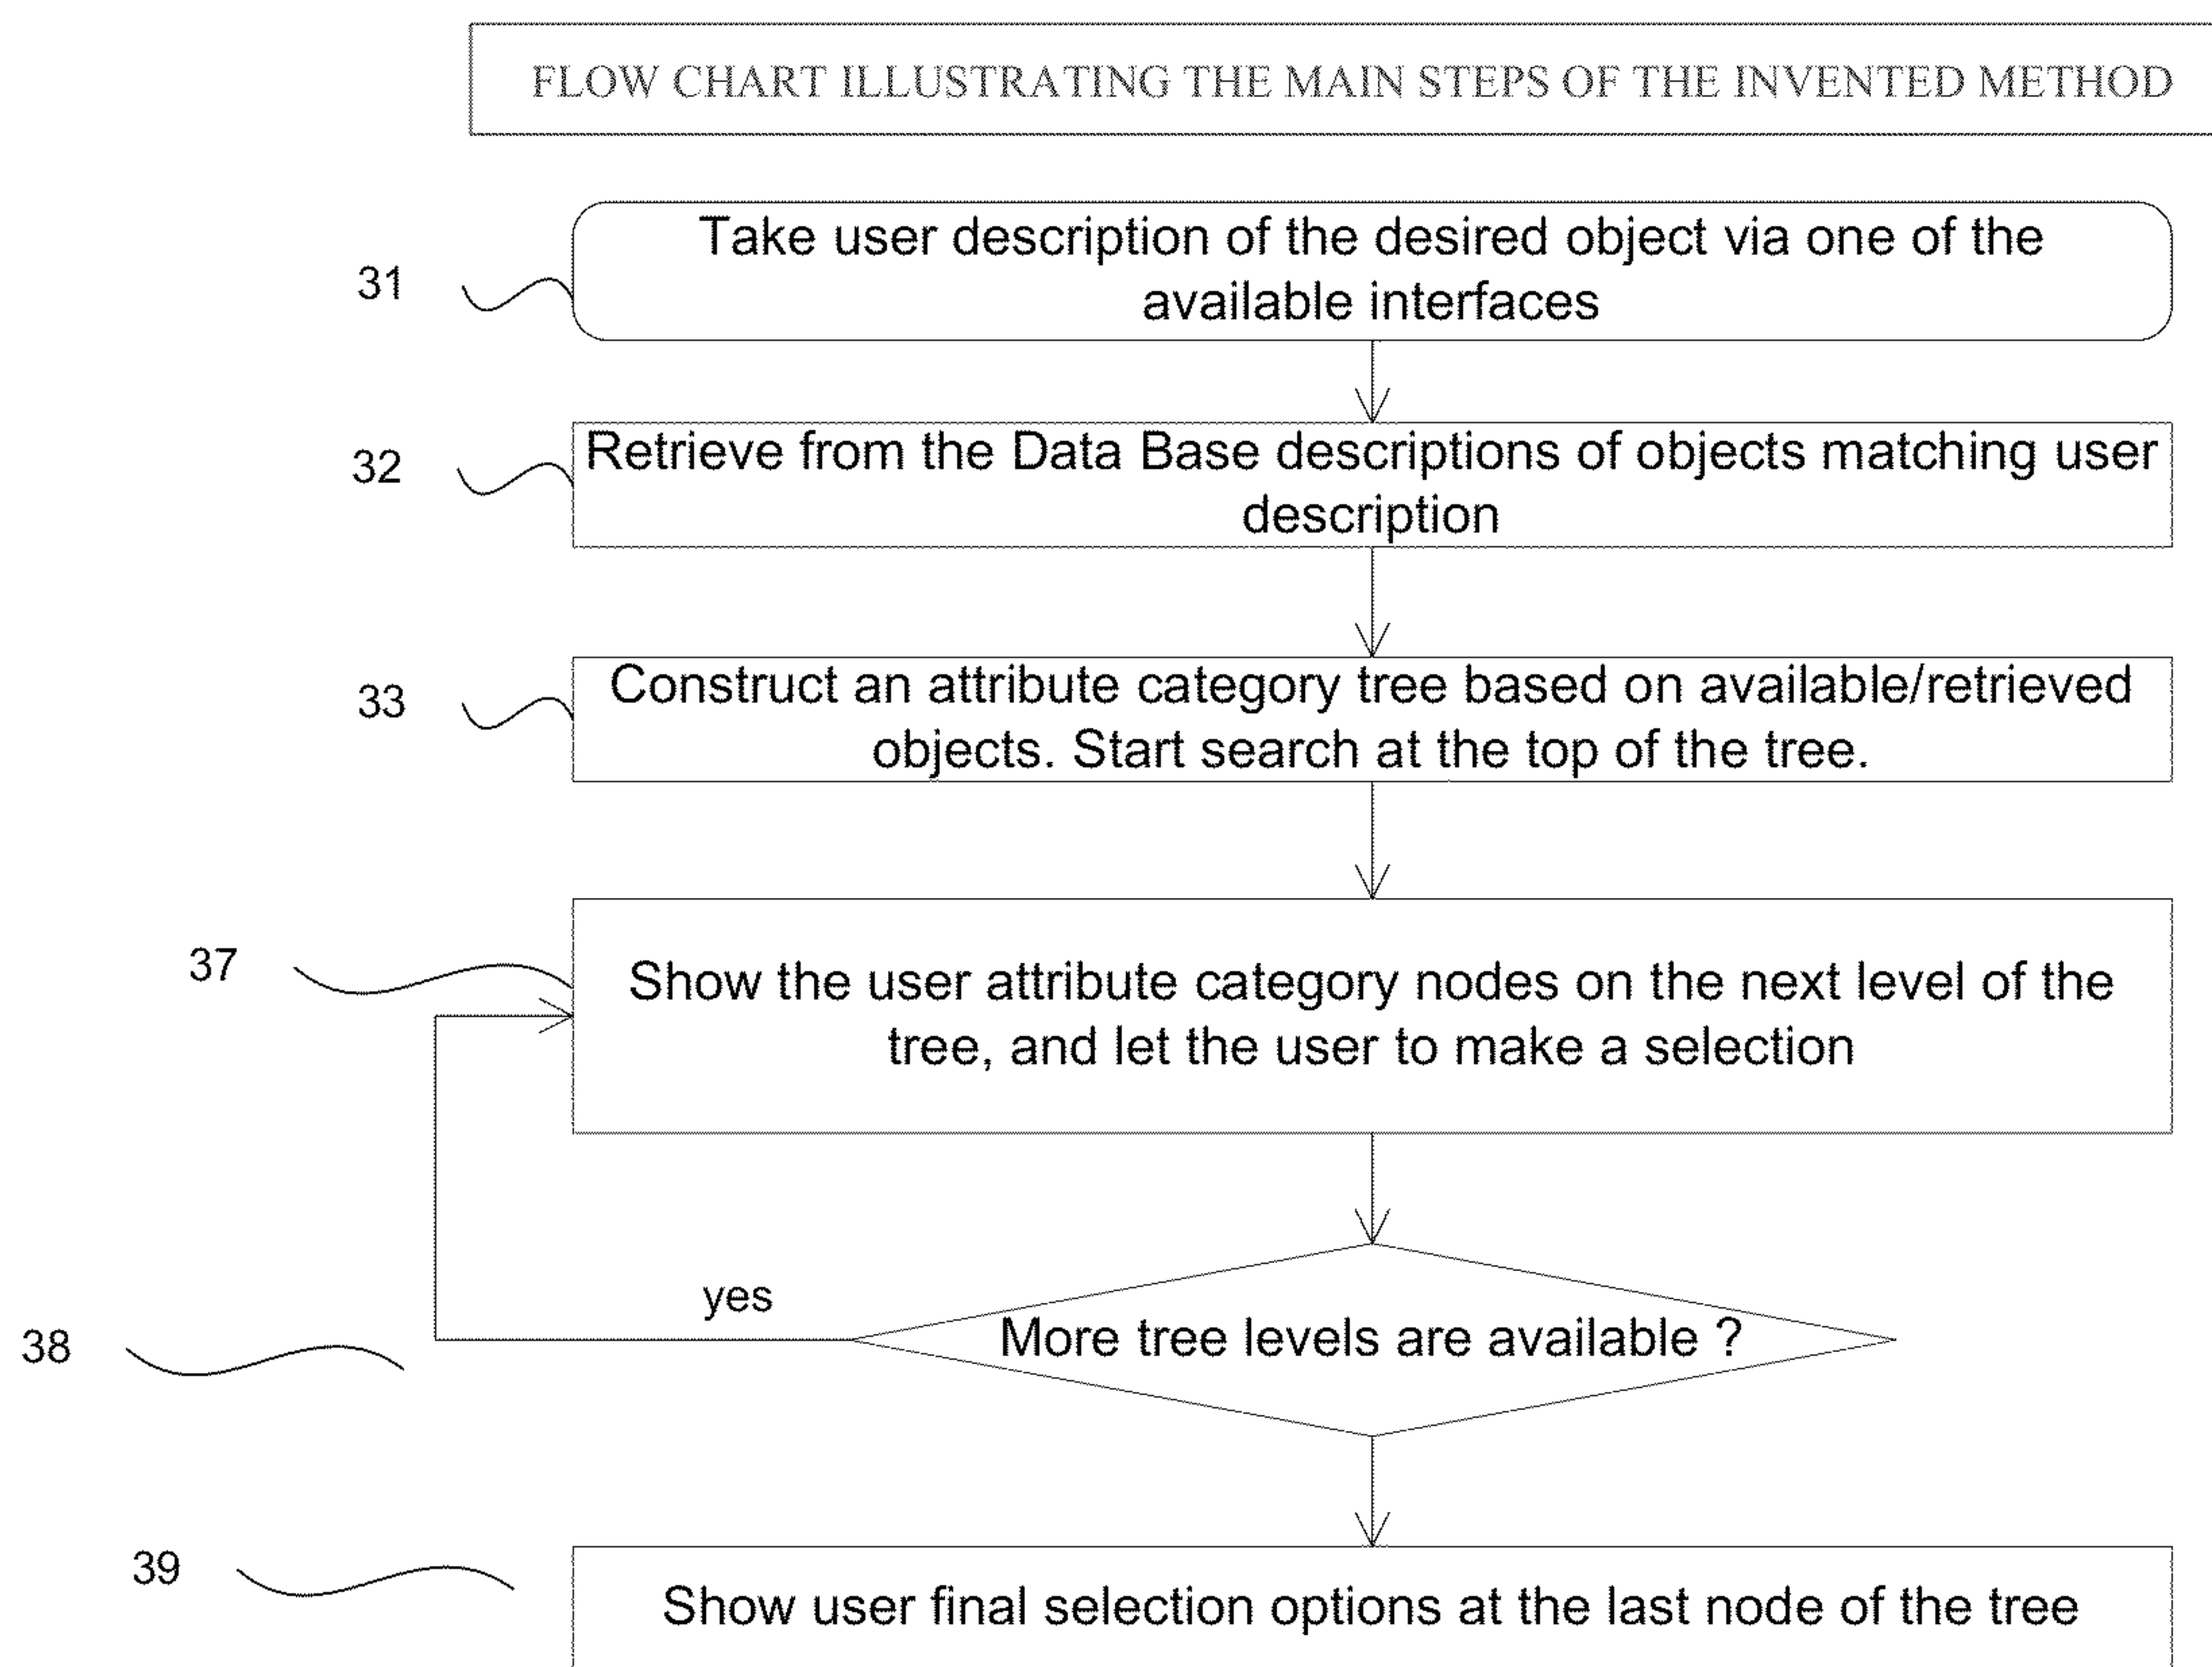 FLOW CHART ILLUSTRATING THE MAIN STEPS OF THE INVENTED METHOD
31
Take user description of the desired object via one of the
available interfaces
32
Retrieve from the Data Base descriptions of objects matching user
description
33
Construct an attribute category tree based on available/retrieved
objects. Start search at the top of the tree.
37
Show the user attribute category nodes on the next level of the
tree, and let the user to make a selection
yes
38
More tree levels are available ?
39
Show user final selection options at the last node of the tree